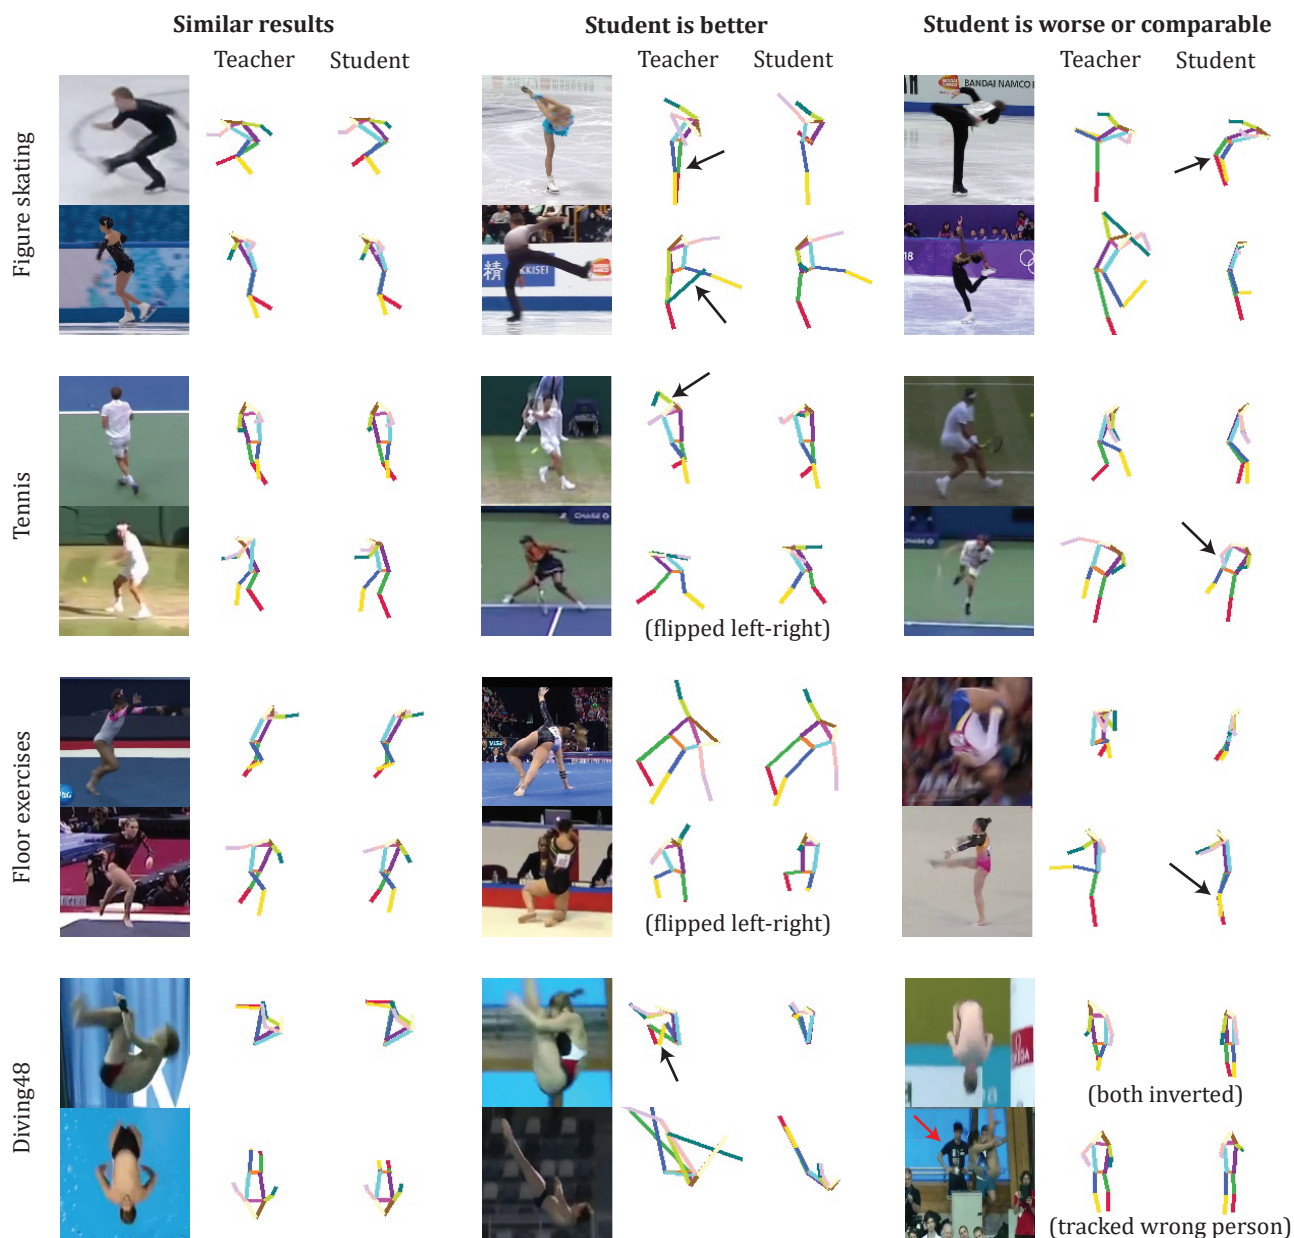 Similar results
Student is better
Student is worse or comparable
Teacher Student
Teacher Student
Teacher Student
Figure skating
BANDAI NAMCO
精 KKISEI
18
Tennis
CHASE
(flipped left-right)
Floor exercises
VISA
P&G
(flipped left-right)
Diving48
(both inverted)
(tracked wrong person)